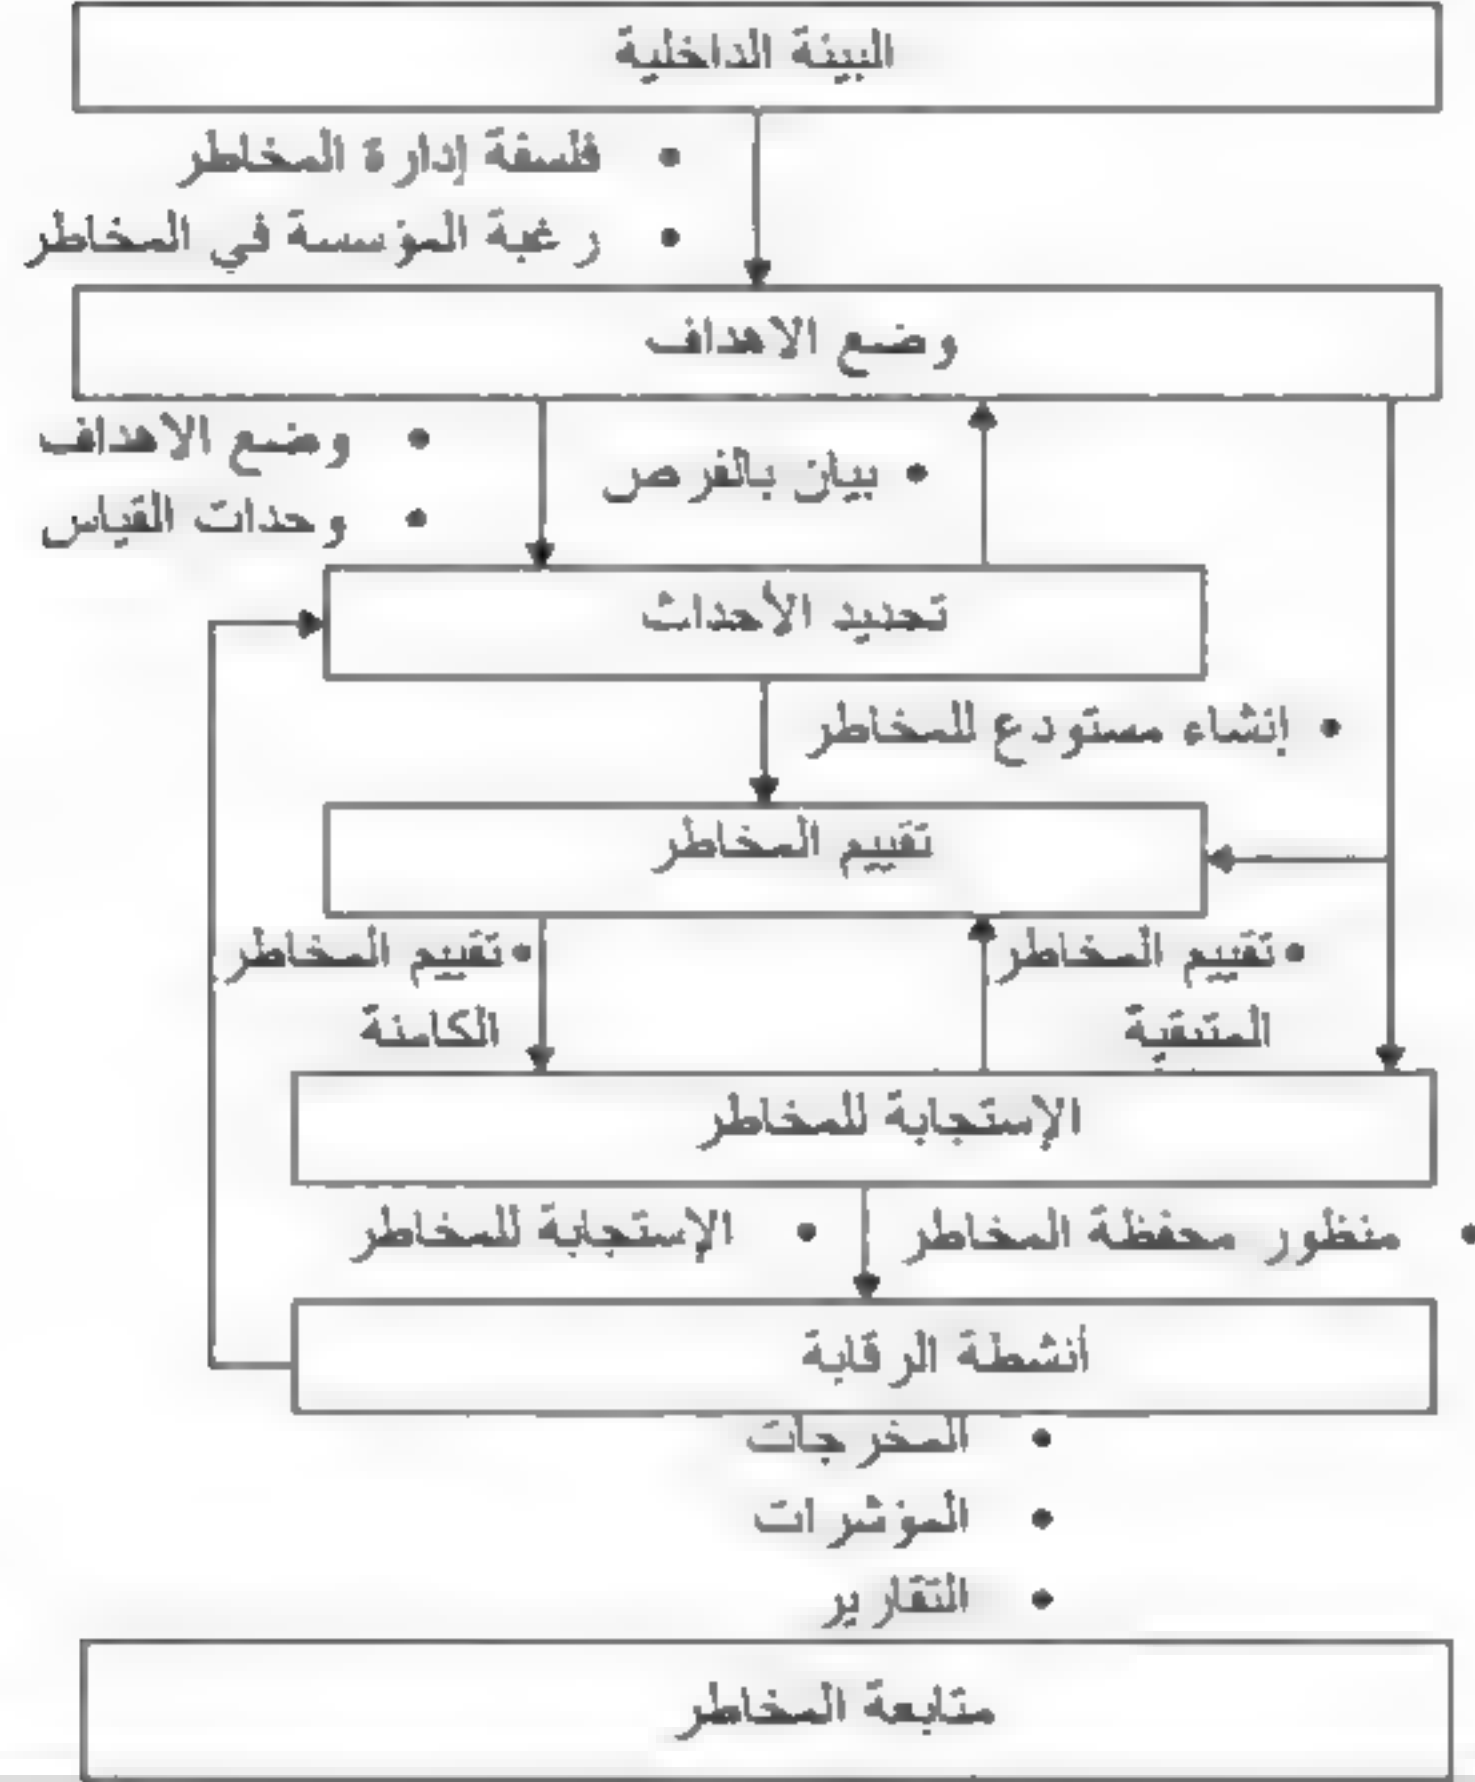 البيئة الداخلية
• فلسفة إدارة المخاطر
• رغبة المؤسسة في المخاطر
وضع الاهداف
• وضع الاهداف
• وحدات القياس
• بيان بالفرص
تحديد الأحداث
• إنشاء مستودع للمخاطر
تقييم المخاطر
• تقييم المخاطر
المتبقية
• تقييم المخاطر
الكامنة
الإستجابة للمخاطر
• منظور محفظة المخاطر
• الإستجابة للمخاطر
أنشطة الرقابة
• المخرجات
• المؤشرات
• التقارير
متابعة المخاطر